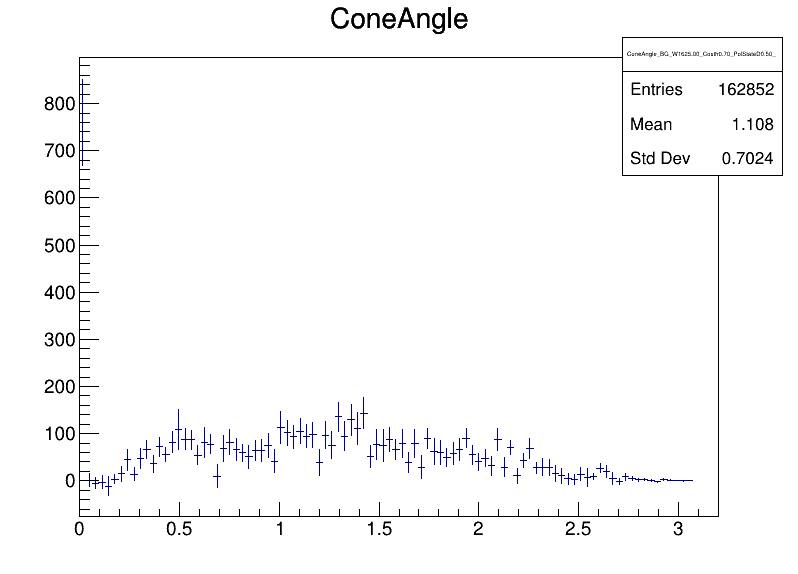 ConeAngle
ConeAngle_BG_W1625.00_Costh0.70_PolStateD0.50_
Entries 162852
Mean 1.108
Std Dev 0.7024
800
700
600
500
400
300
200
100
0
0 0.5 1 1.5 2 2.5 3